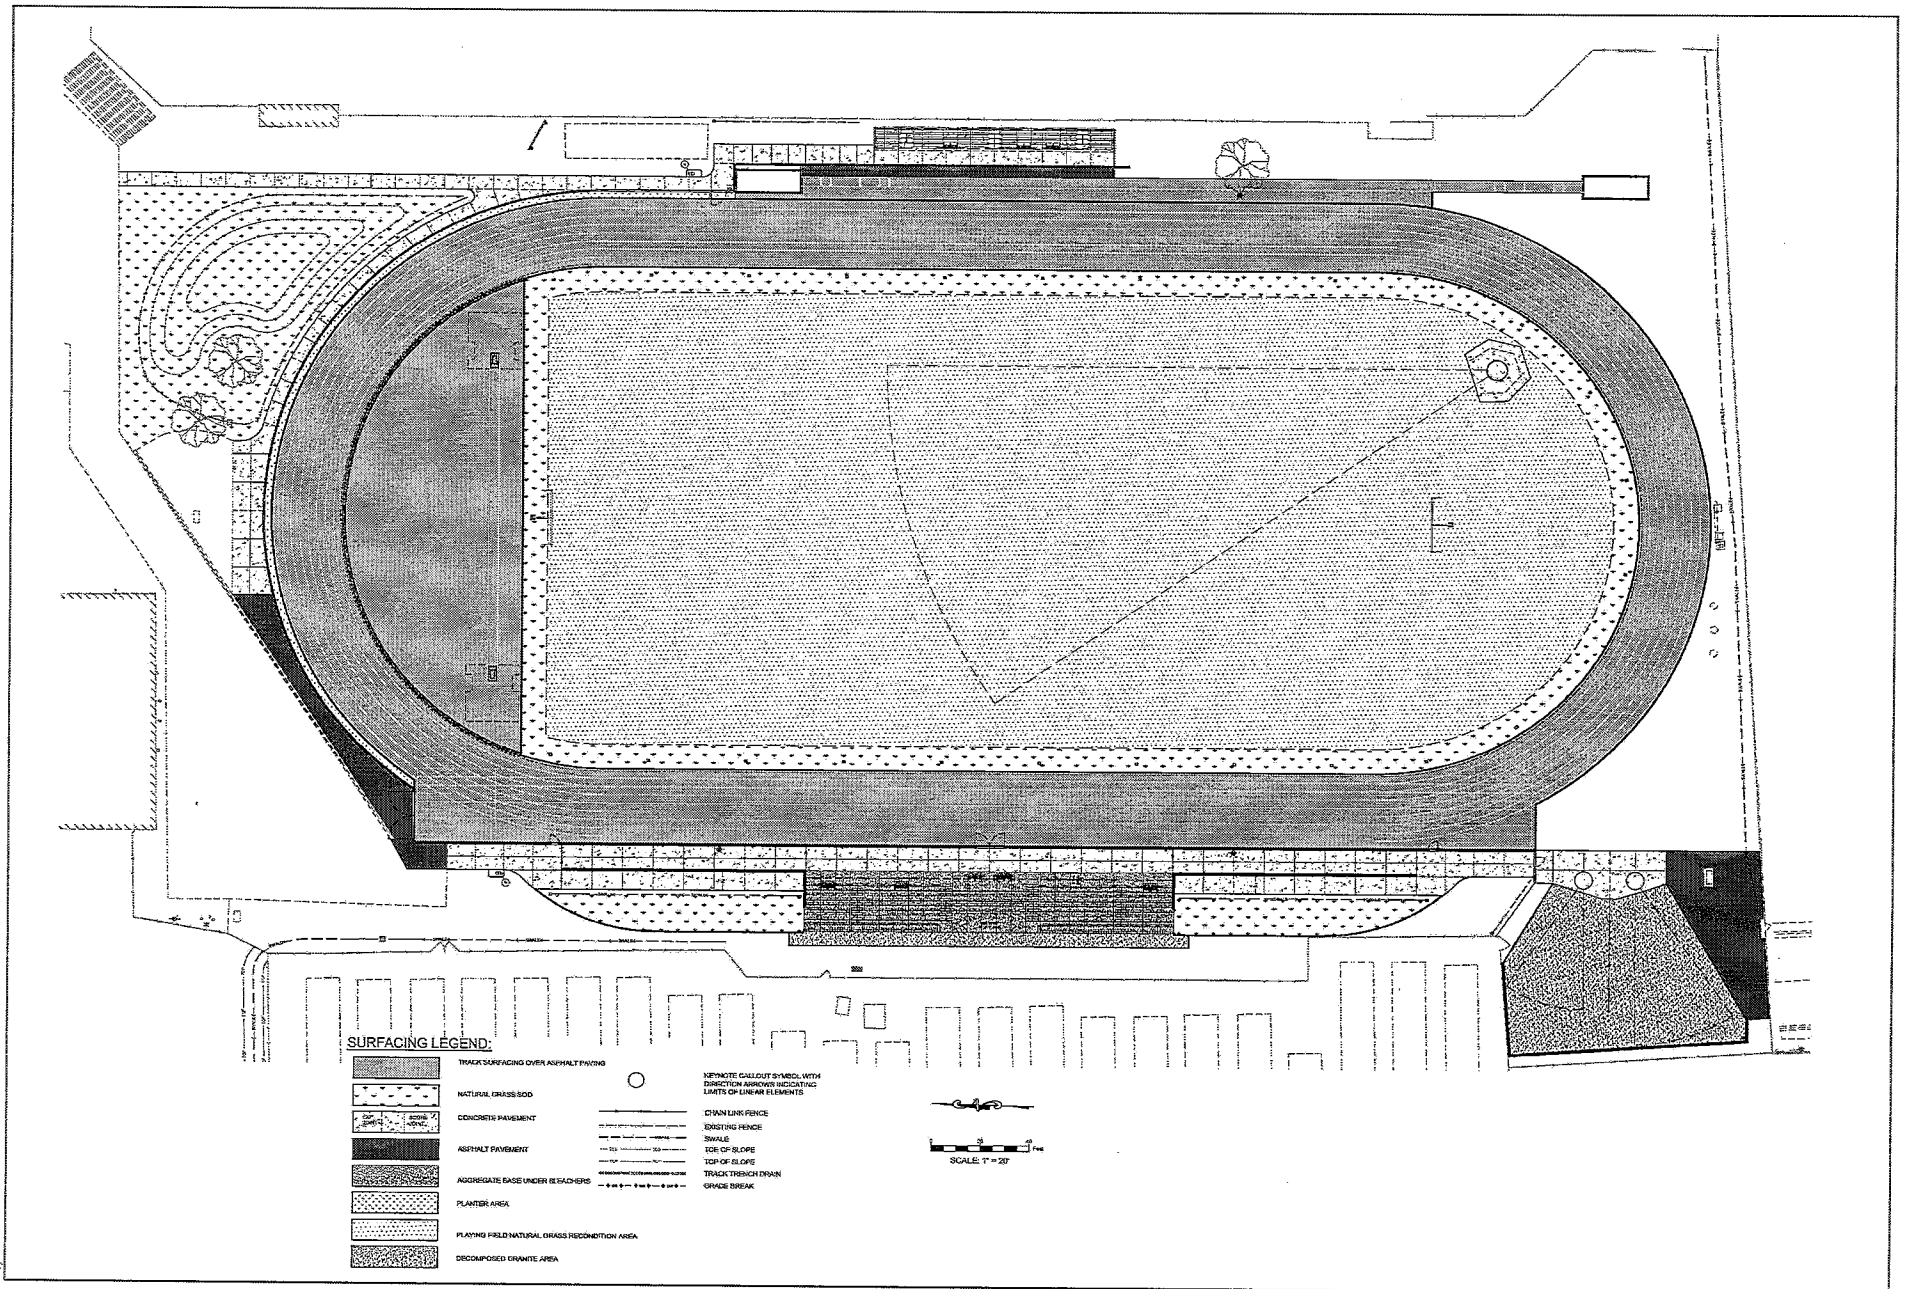 SURFACING LEGEND:
TRACK SURFACING OVER ASPHALT PAVING
NATURAL GRASS SOD
CONCRETE PAVEMENT
ASPHALT PAVEMENT
AGGREGATE BASE UNDER BLEACHERS
PLANTER AREA
PLAYING FIELD NATURAL GRASS RECONDITION AREA
DECOMPOSED GRANITE AREA
KEYNOTE CALLOUT SYMBOL WITH
DIRECTION ARROWS INDICATING
LIMITS OF LINEAR ELEMENTS
CHAIN LINK FENCE
EXISTING FENCE
SWALE
TOE OF SLOPE
TOP OF SLOPE
TRACK TRENCH DRAIN
GRADE BREAK
Feet
SCALE: 1" = 20'